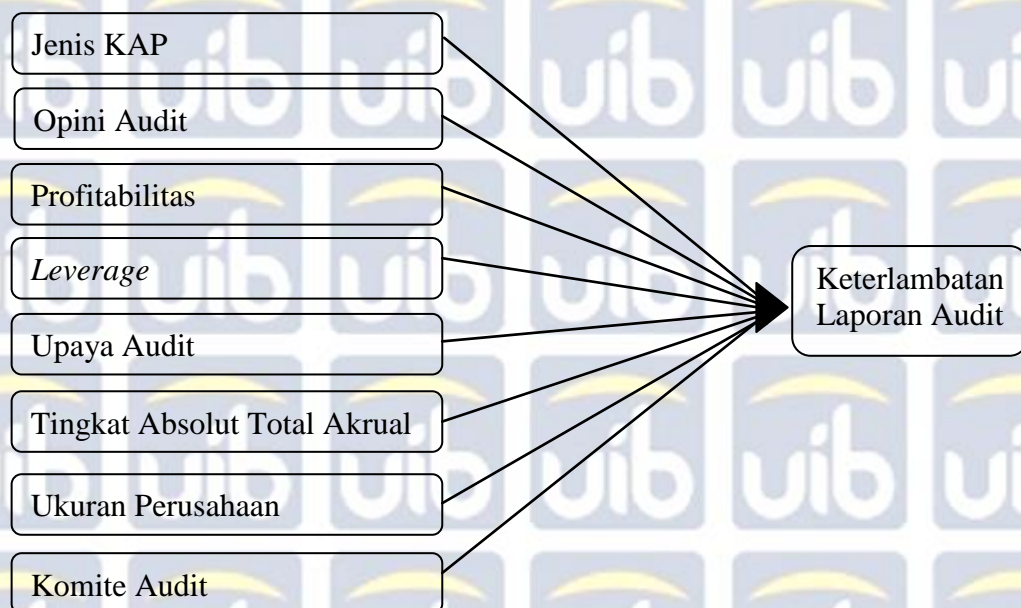 Jenis KAP
Opini Audit
Profitabilitas
Leverage
Upaya Audit
Tingkat Absolut Total Akrual
Ukuran Perusahaan
Komite Audit
Keterlambatan
Laporan Audit
uib